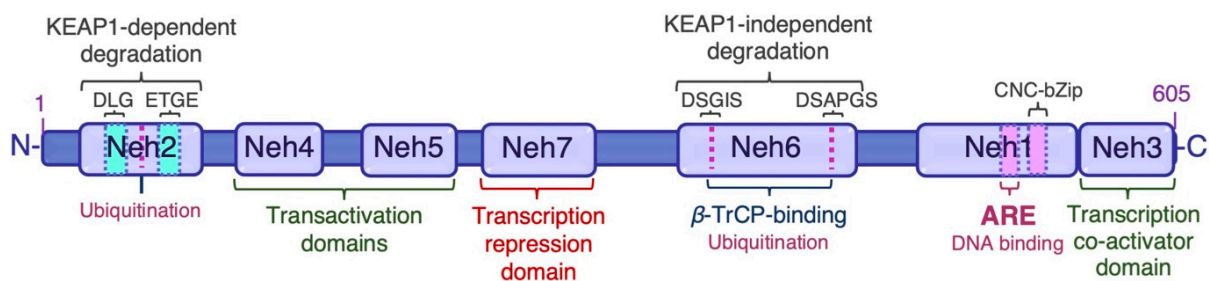 KEAP1-dependent
degradation
KEAP1-independent
degradation
DLG ETGE
DSGIS DSAPGS
CNC-bZip
1
605
N-
Neh2
Neh4
Neh5
Neh7
Neh6
Neh1
Neh3
-C
Ubiquitination
Transactivation
domains
Transcription
repression
domain
β-TrCP-binding
Ubiquitination
ARE
DNA binding
Transcription
co-activator
domain